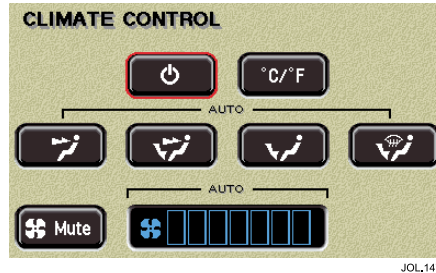 CLIMATE CONTROL
°C/°F
AUTO
AUTO
Mute
JOL.14